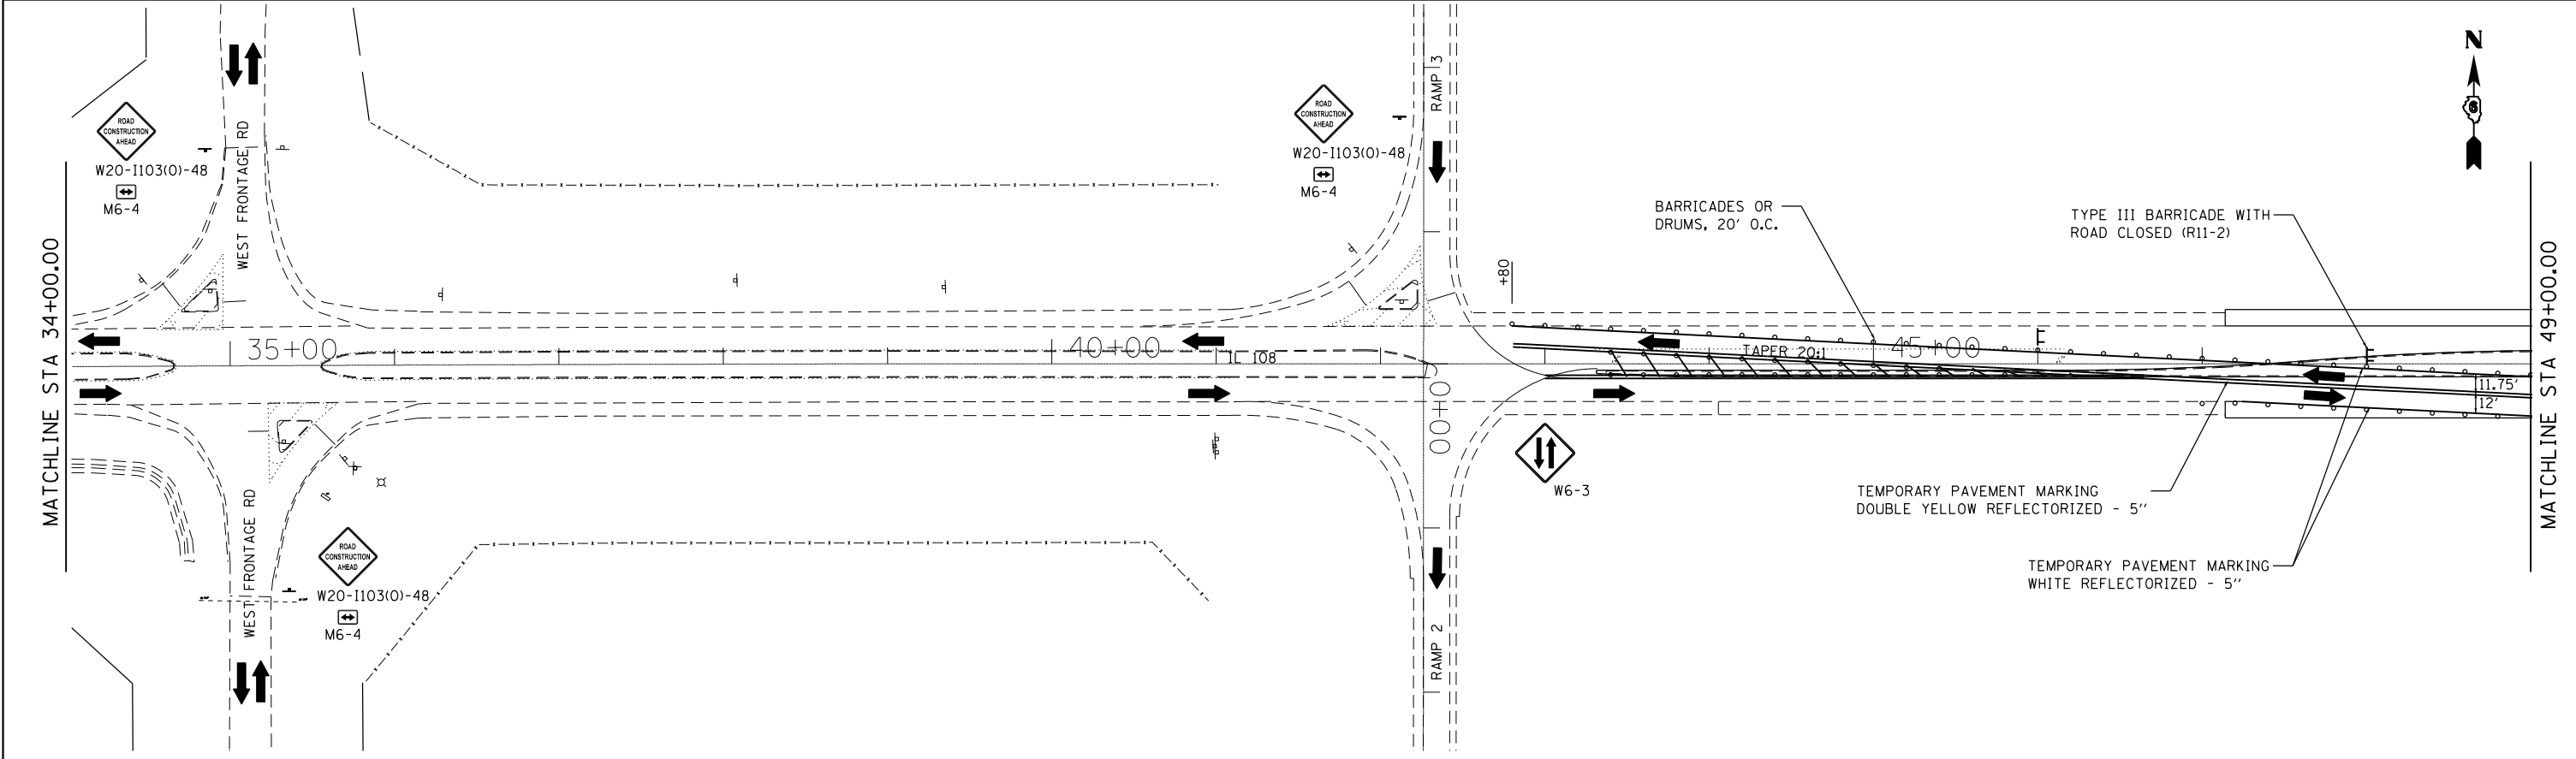 N
6
ROAD
CONSTRUCTION
AHEAD
W20-I103(0)-48
M6-4
WEST FRONTAGE RD
ROAD
CONSTRUCTION
AHEAD
W20-I103(0)-48
M6-4
RAMP 3
BARRICADES OR
DRUMS, 20' O.C.
TYPE III BARRICADE WITH
ROAD CLOSED (R11-2)
MATCHLINE STA 34+00.00
MATCHLINE STA 49+00.00
+80
35+00
40+00
IL 108
TAPER 20:1
45+00
0+00
11.75'
12'
W6-3
TEMPORARY PAVEMENT MARKING
DOUBLE YELLOW REFLECTORIZED - 5''
TEMPORARY PAVEMENT MARKING
WHITE REFLECTORIZED - 5''
WEST FRONTAGE RD
ROAD
CONSTRUCTION
AHEAD
W20-I103(0)-48
M6-4
RAMP 2